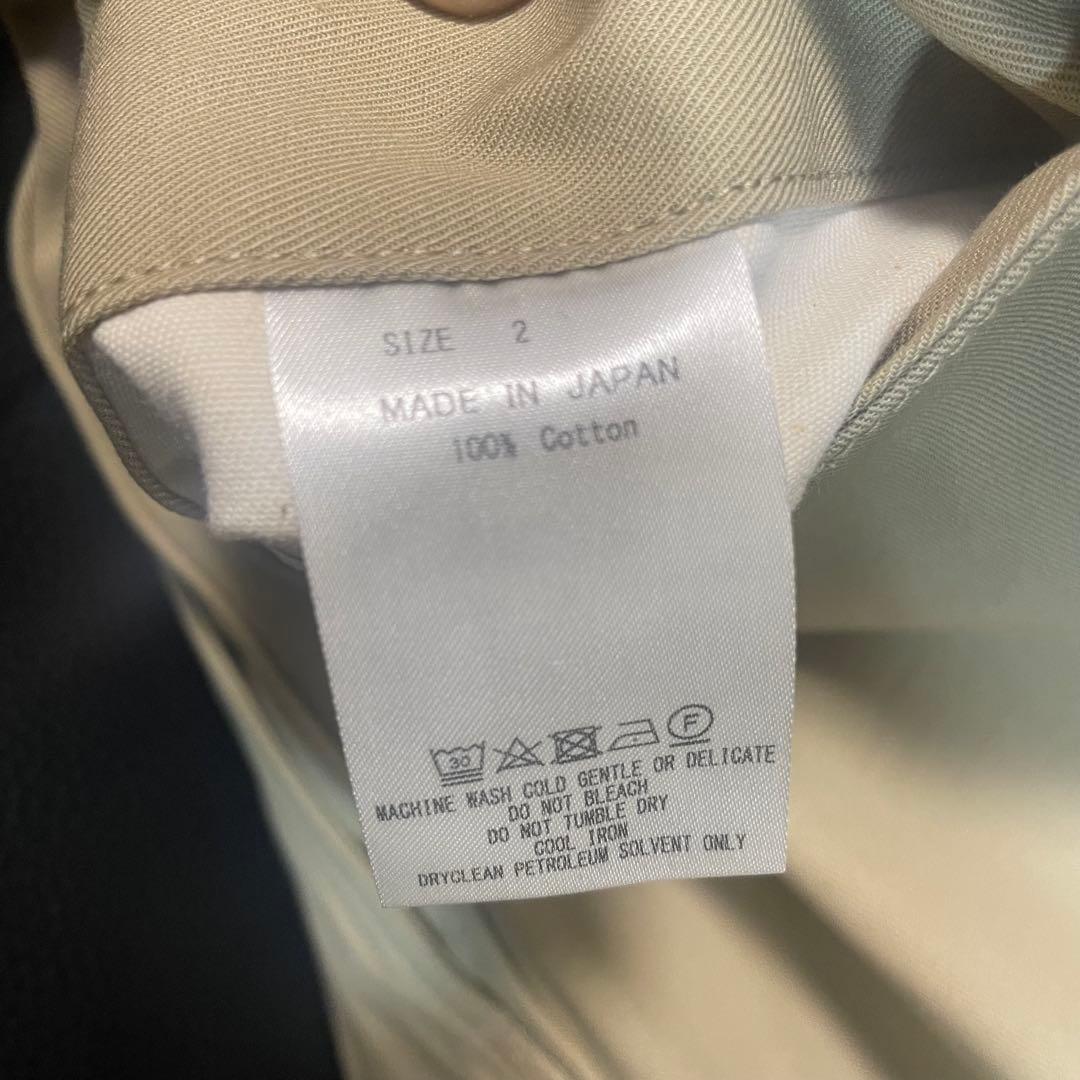 SIZE 2
MADE IN JAPAN
100% Cotton
30 F
MACHINE WASH COLD GENTLE OR DELICATE
DO NOT BLEACH
DO NOT TUMBLE DRY
COOL IRON
DRYCLEAN PETROLEUM SOLVENT ONLY